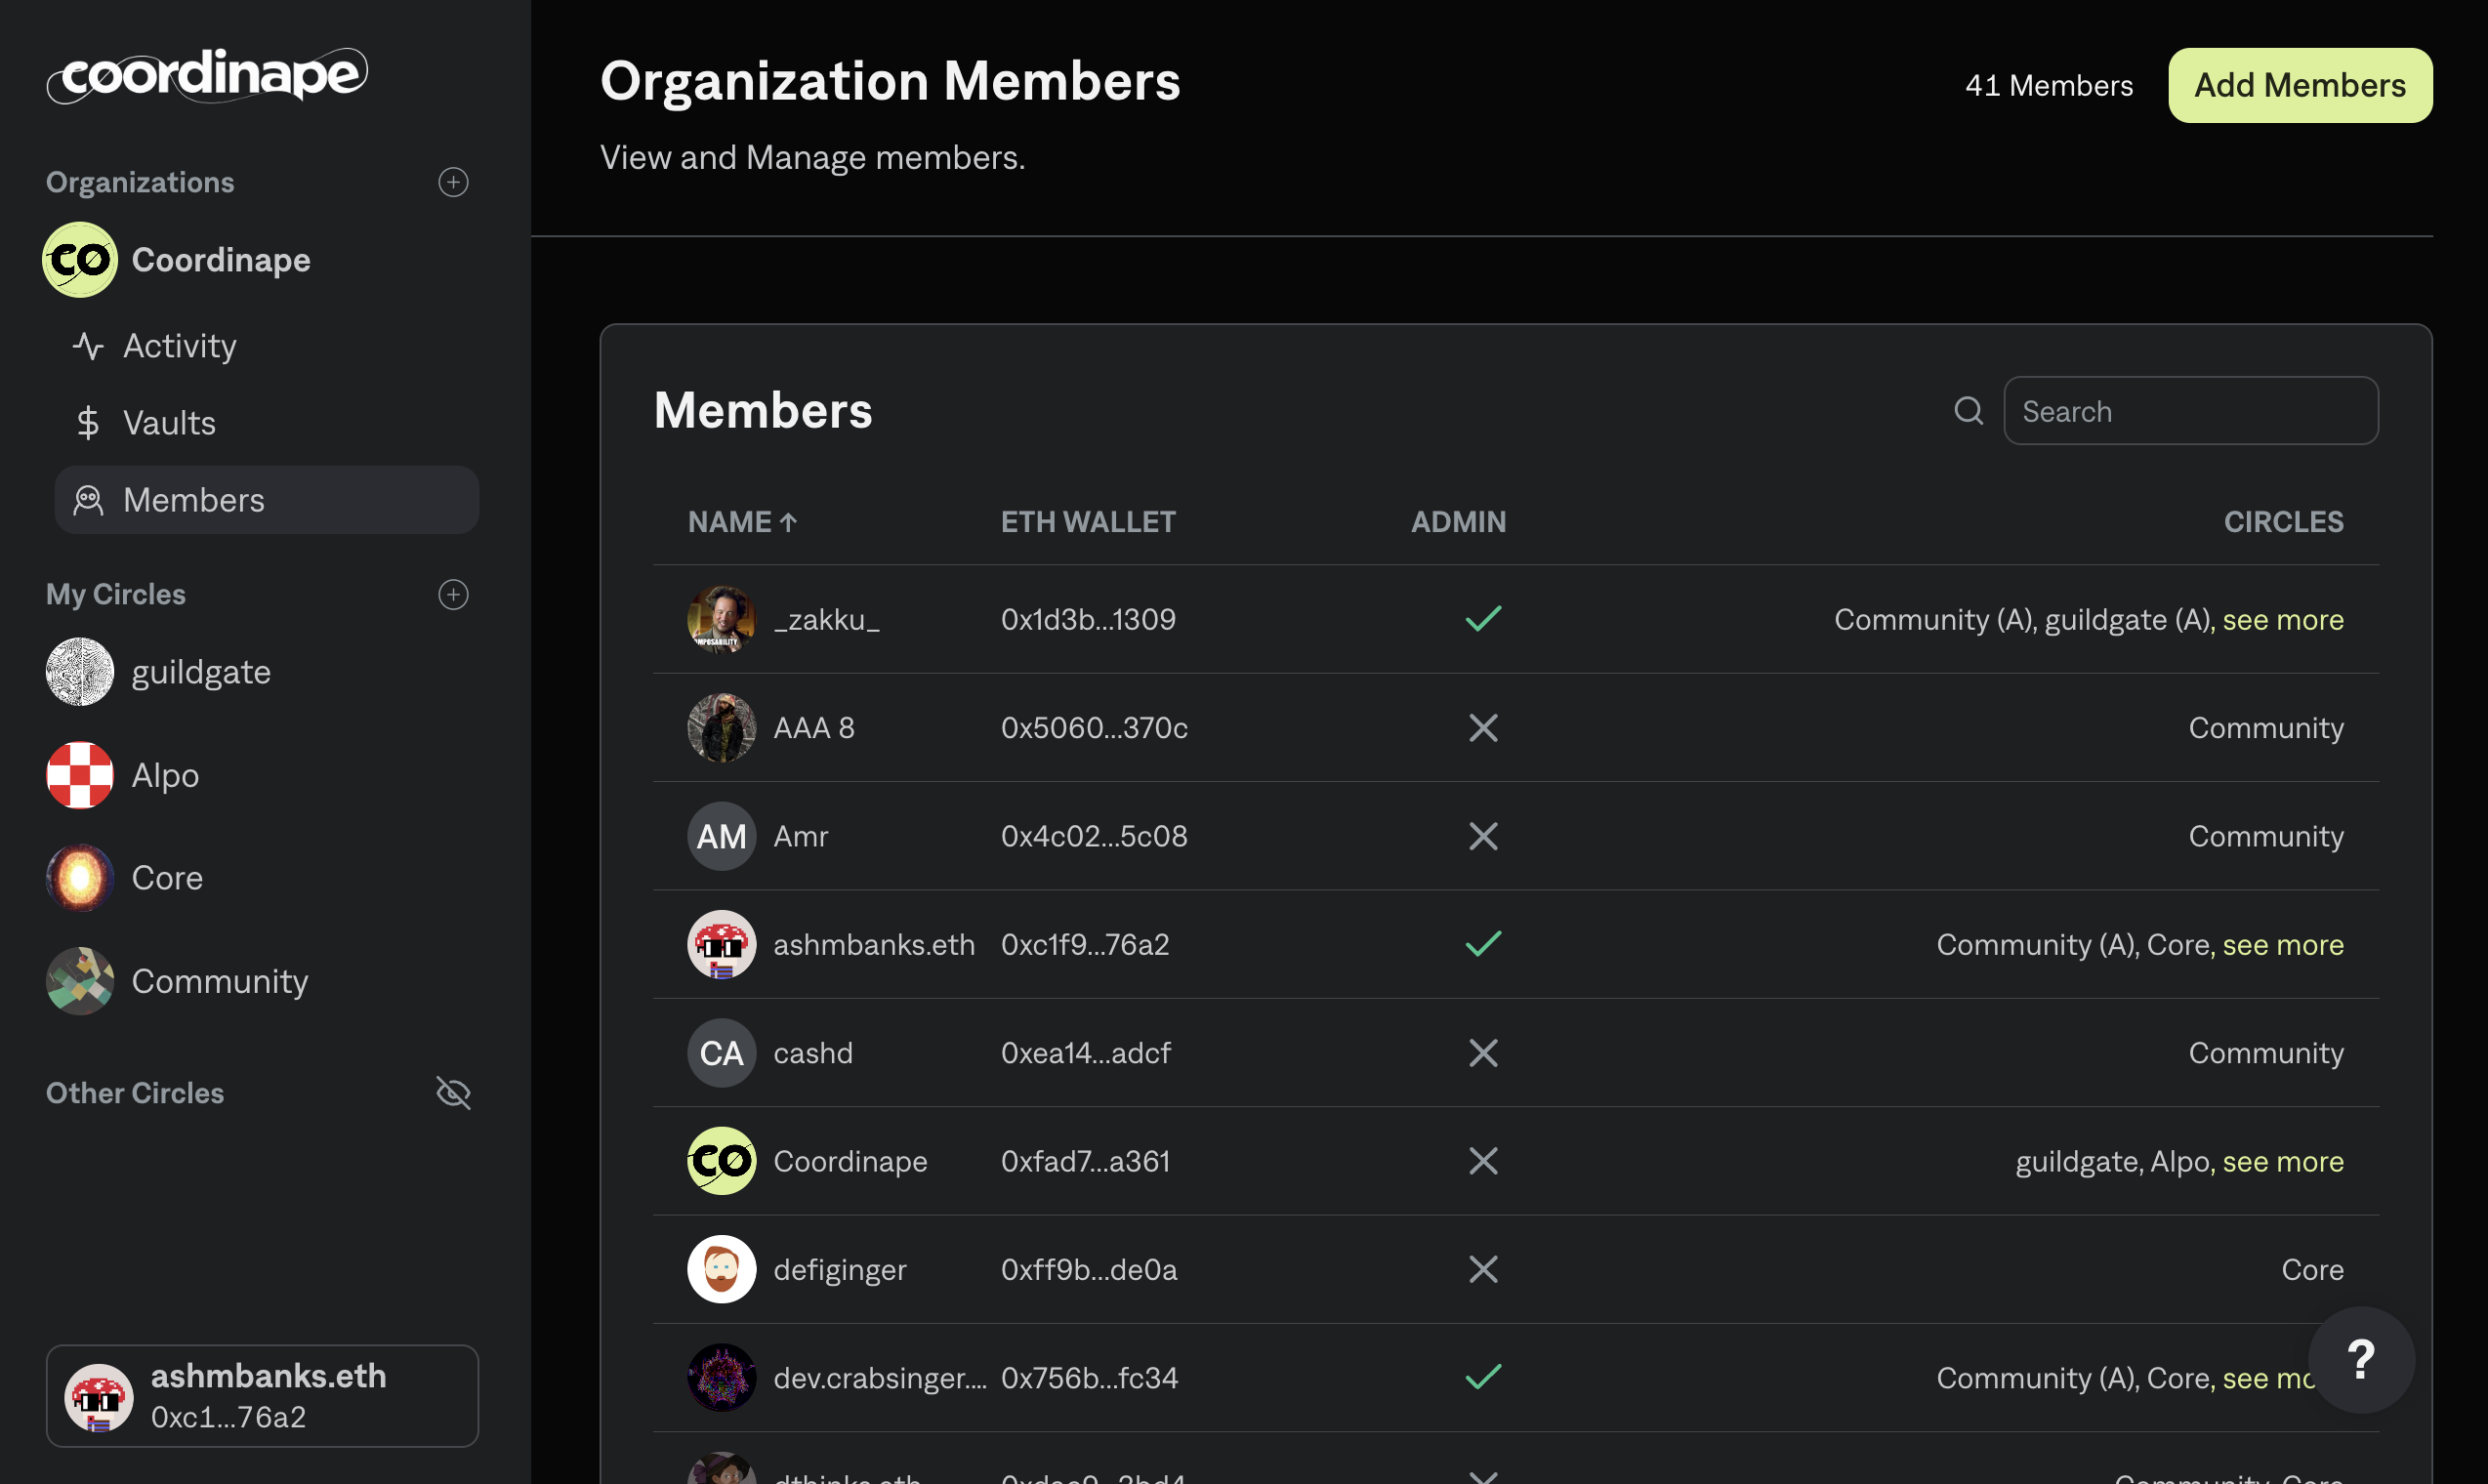 coordinape
Organizations
CO Coordinape
Activity
Vaults
Members
My Circles
guildgate
Alpo
Core
Community
Other Circles
ashmbanks.eth
0xc1...76a2
Organization Members
41 Members
Add Members
View and Manage members.
Members
Search
NAME ↑ ETH WALLET ADMIN CIRCLES
_zakku_ 0x1d3b...1309 Community (A), guildgate (A), see more
AAA 8 0x5060...370c Community
AM Amr 0x4c02...5c08 Community
ashmbanks.eth 0xc1f9...76a2 Community (A), Core, see more
CA cashd 0xea14...adcf Community
CO Coordinape 0xfad7...a361 guildgate, Alpo, see more
defiginger 0xff9b...de0a Core
dev.crabsinger.... 0x756b...fc34 Community (A), Core, see mo
?
Community, Core